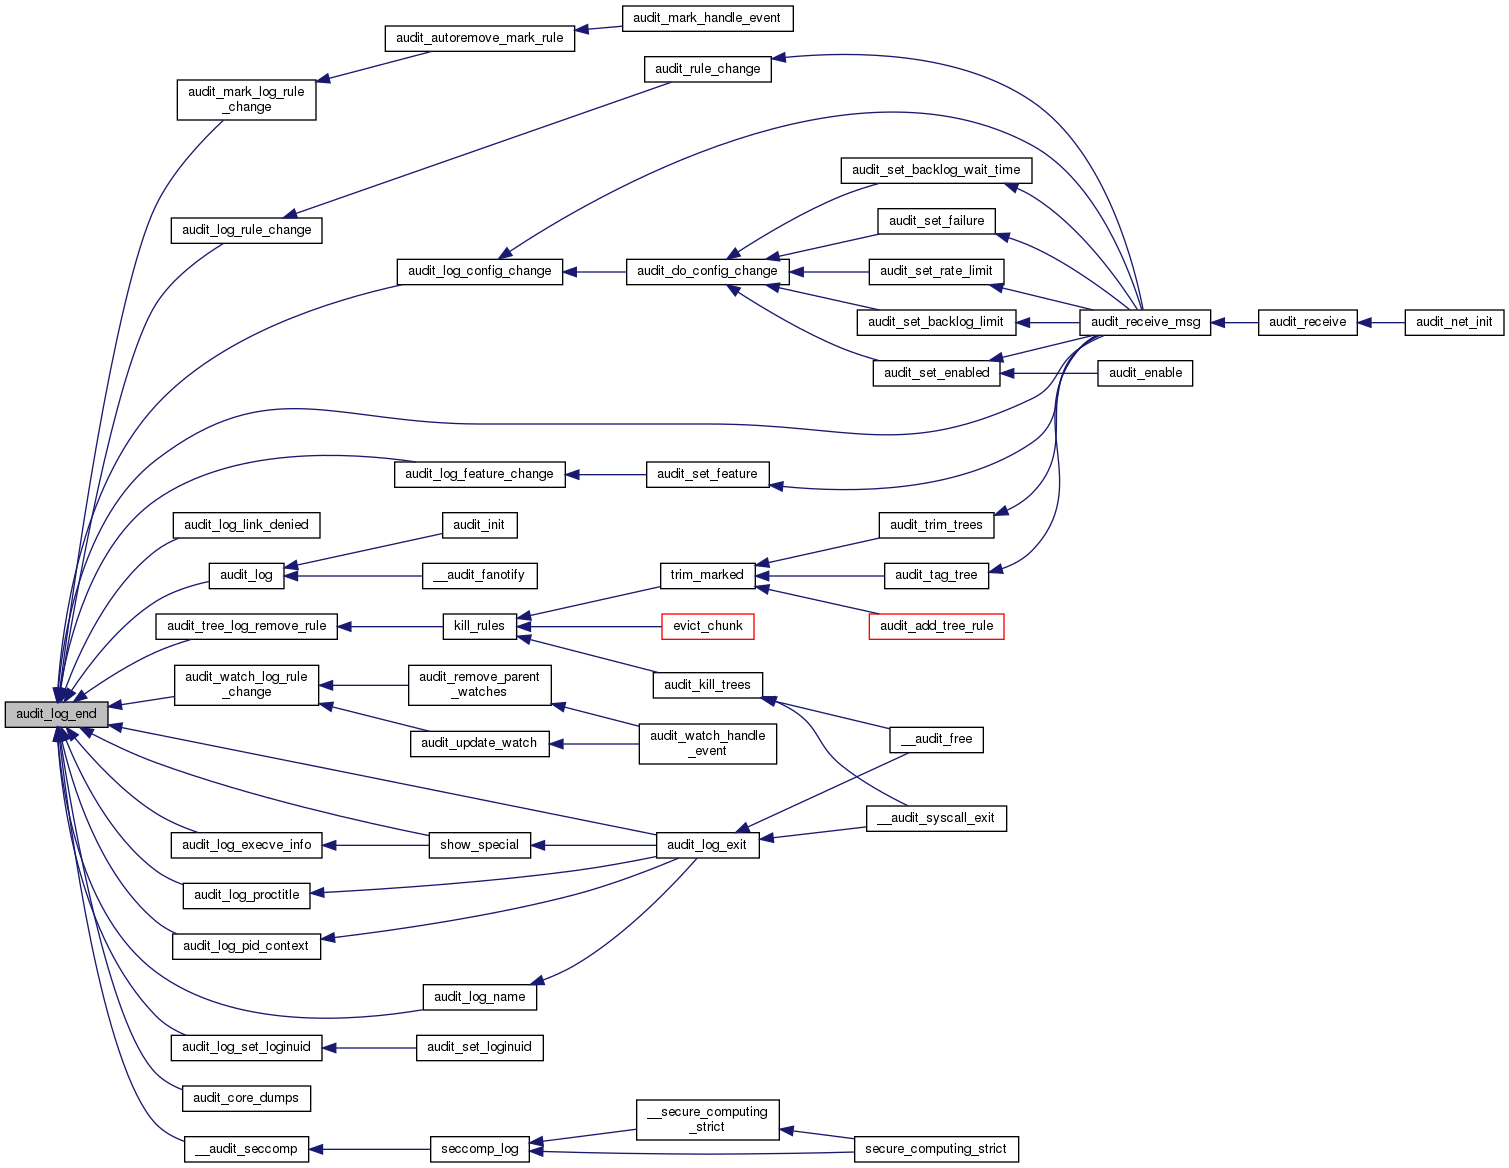 audit_mark_handle_event
audit_autoremove_mark_rule
audit_rule_change
audit_mark_log_rule
_change
audit_set_backlog_wait_time
audit_set_failure
audit_log_rule_change
audit_log_config_change
audit_do_config_change
audit_set_rate_limit
audit_set_backlog_limit
audit_receive_msg
audit_receive
audit_net_init
audit_set_enabled
audit_enable
audit_log_feature_change
audit_set_feature
audit_log_link_denied
audit_init
audit_trim_trees
audit_log
__audit_fanotify
trim_marked
audit_tag_tree
audit_tree_log_remove_rule
kill_rules
evict_chunk
audit_add_tree_rule
audit_watch_log_rule
_change
audit_remove_parent
_watches
audit_kill_trees
audit_log_end
audit_update_watch
audit_watch_handle
_event
__audit_free
__audit_syscall_exit
audit_log_execve_info
show_special
audit_log_exit
audit_log_proctitle
audit_log_pid_context
audit_log_name
audit_log_set_loginuid
audit_set_loginuid
audit_core_dumps
__secure_computing
_strict
__audit_seccomp
seccomp_log
secure_computing_strict